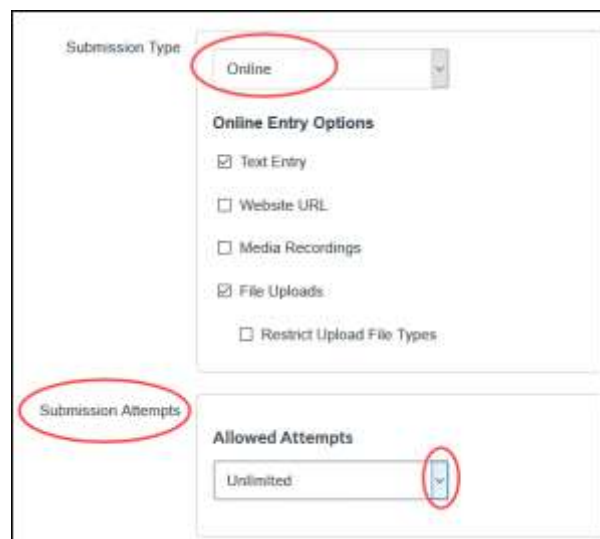 Submission Type
Online
Online Entry Options
Text Entry
Website URL
Media Recordings
File Uploads
Restrict Upload File Types
Submission Attempts
Allowed Attempts
Unlimited